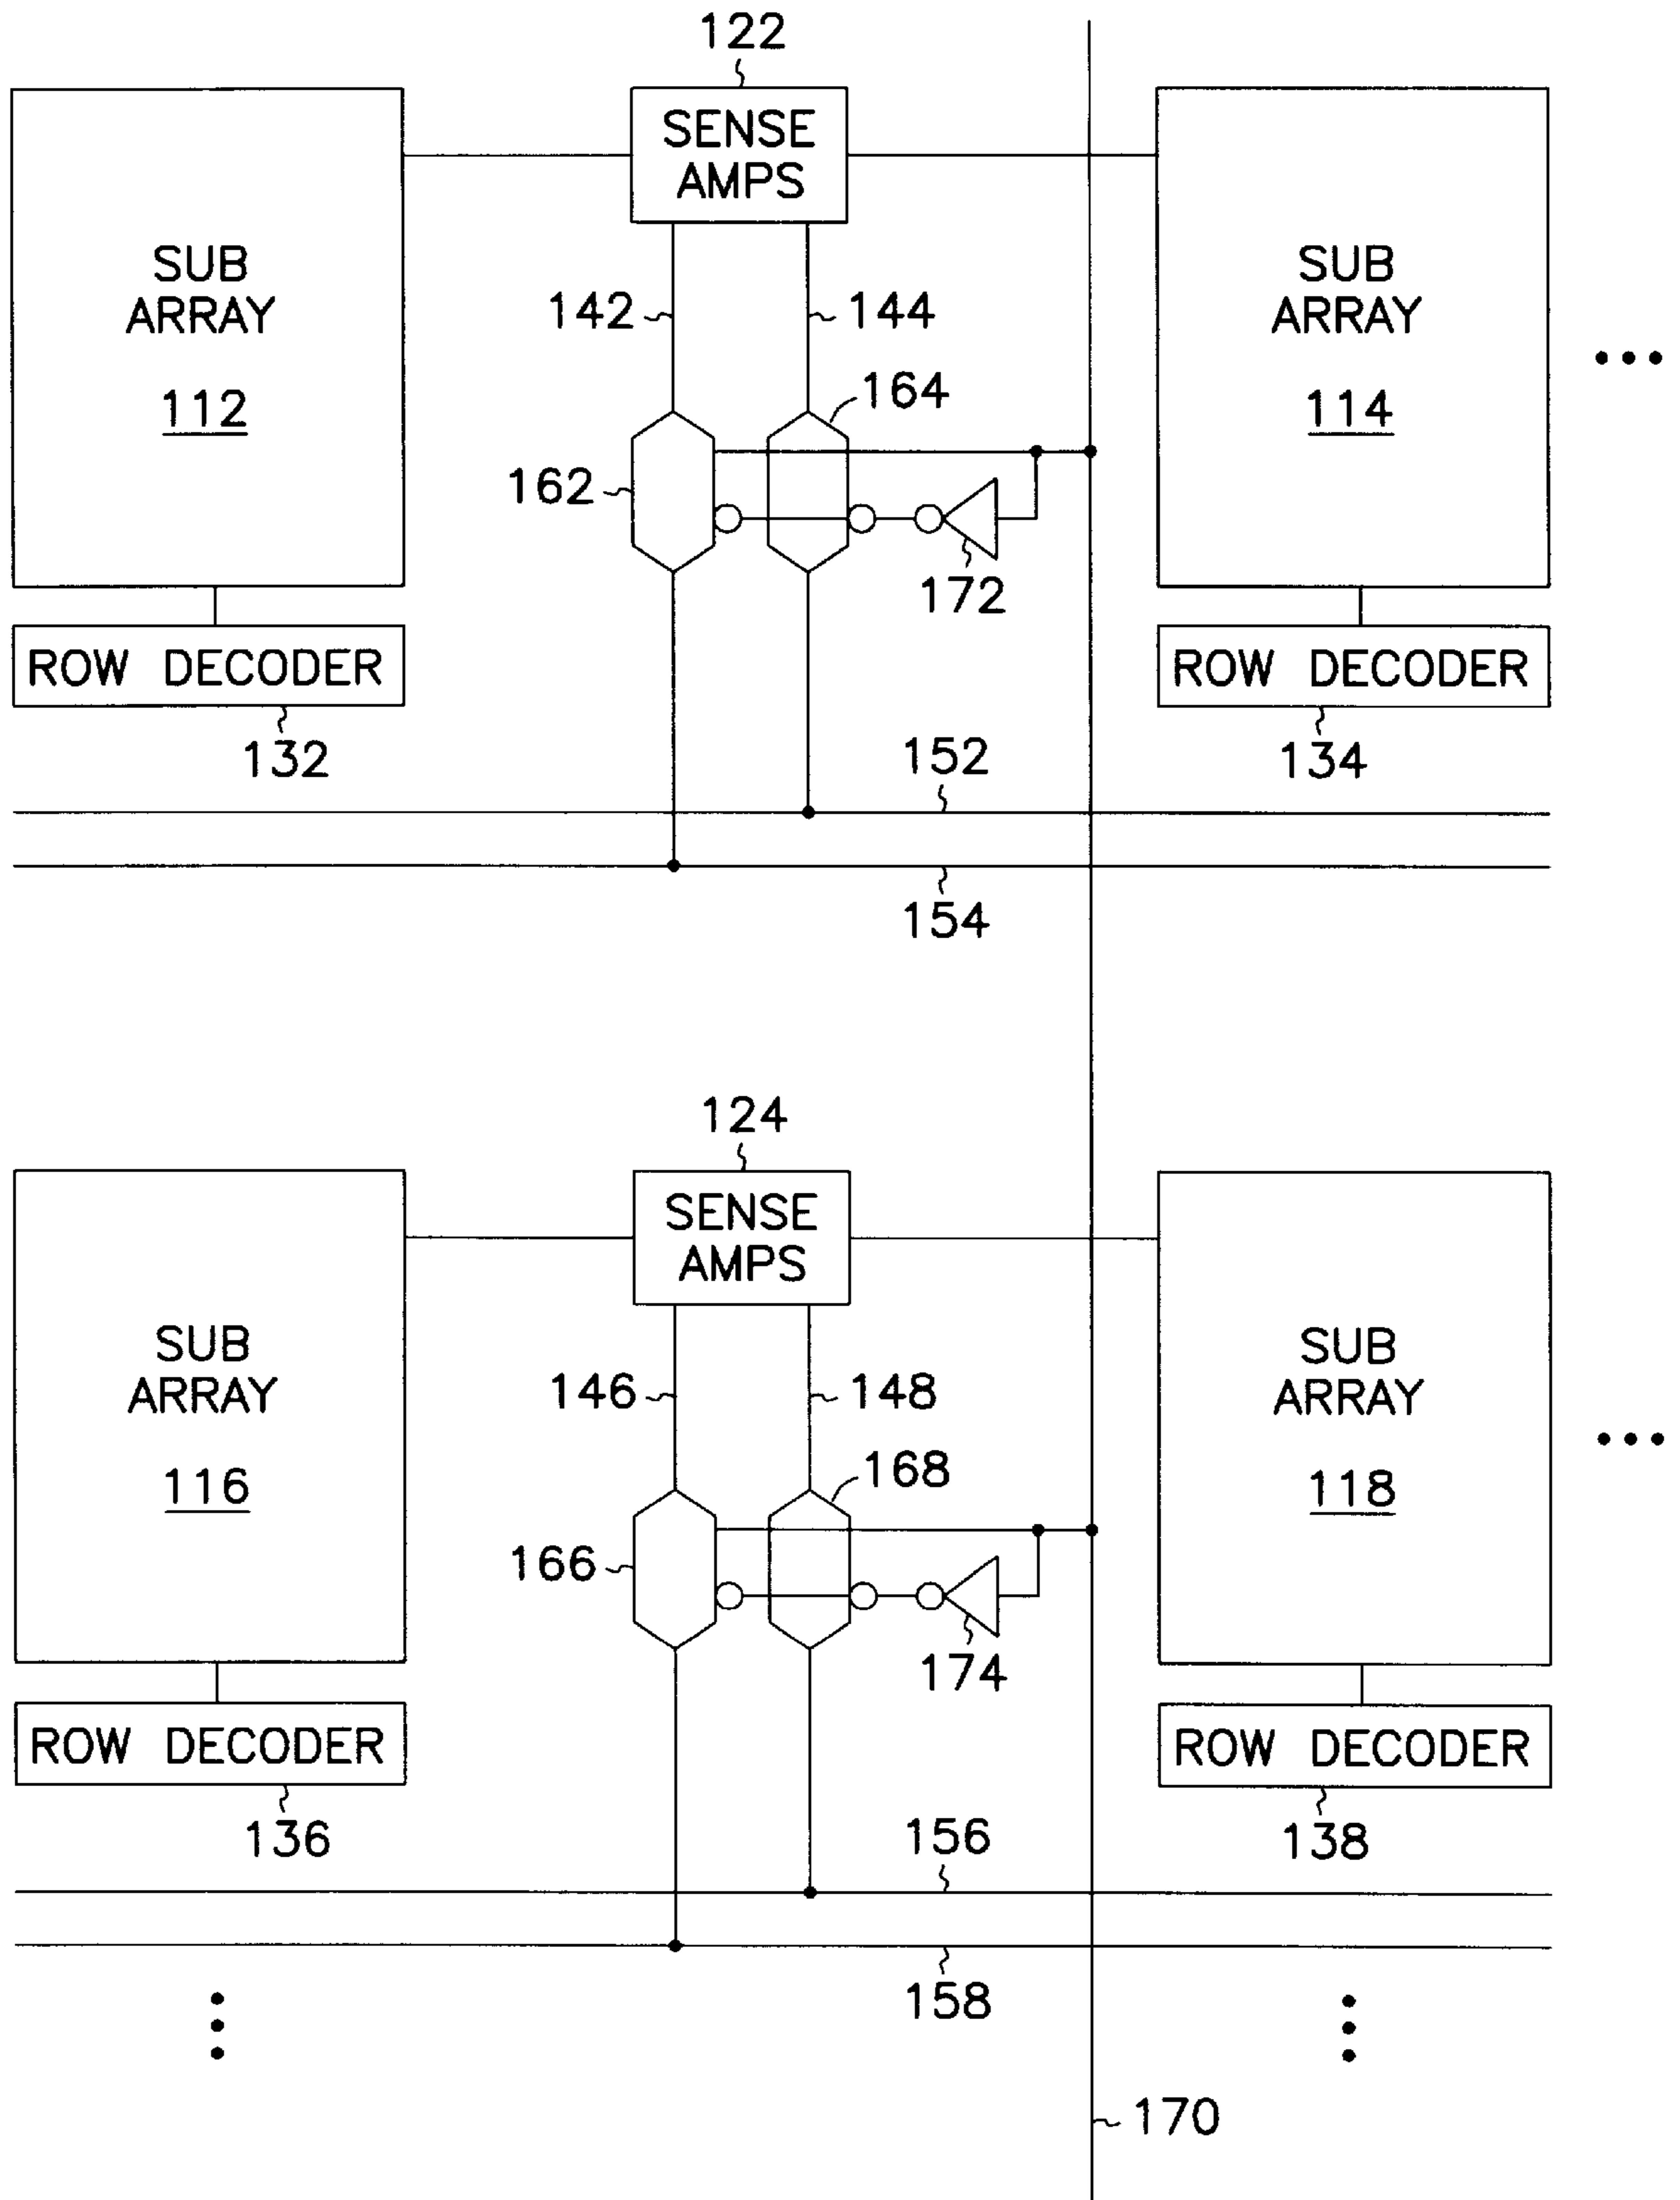 122
SENSE
AMPS
SUB
ARRAY
112
142
144
SUB
ARRAY
114
164
162
172
ROW DECODER
132
ROW DECODER
134
152
154
124
SENSE
AMPS
SUB
ARRAY
116
146
148
SUB
ARRAY
118
168
166
174
ROW DECODER
136
ROW DECODER
138
156
158
170